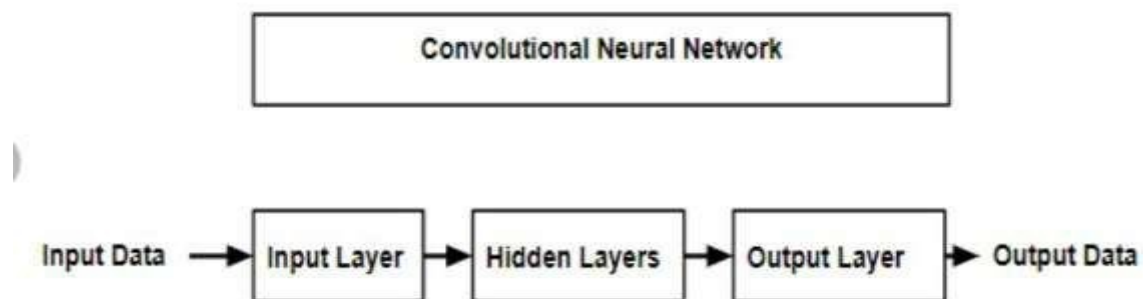 Convolutional Neural Network
Input Data Input Layer Hidden Layers Output Layer Output Data